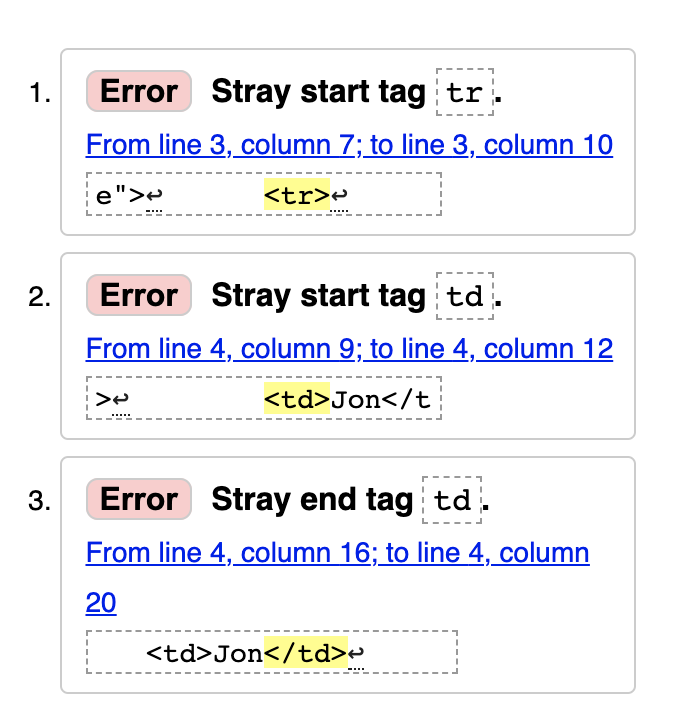 1. Error Stray start tag tr.
From line 3, column 7; to line 3, column 10
e">↩ <tr>↩
2. Error Stray start tag td.
From line 4, column 9; to line 4, column 12
>↩ <td>Jon</t
3. Error Stray end tag td.
From line 4, column 16; to line 4, column
20
<td>Jon</td>↩